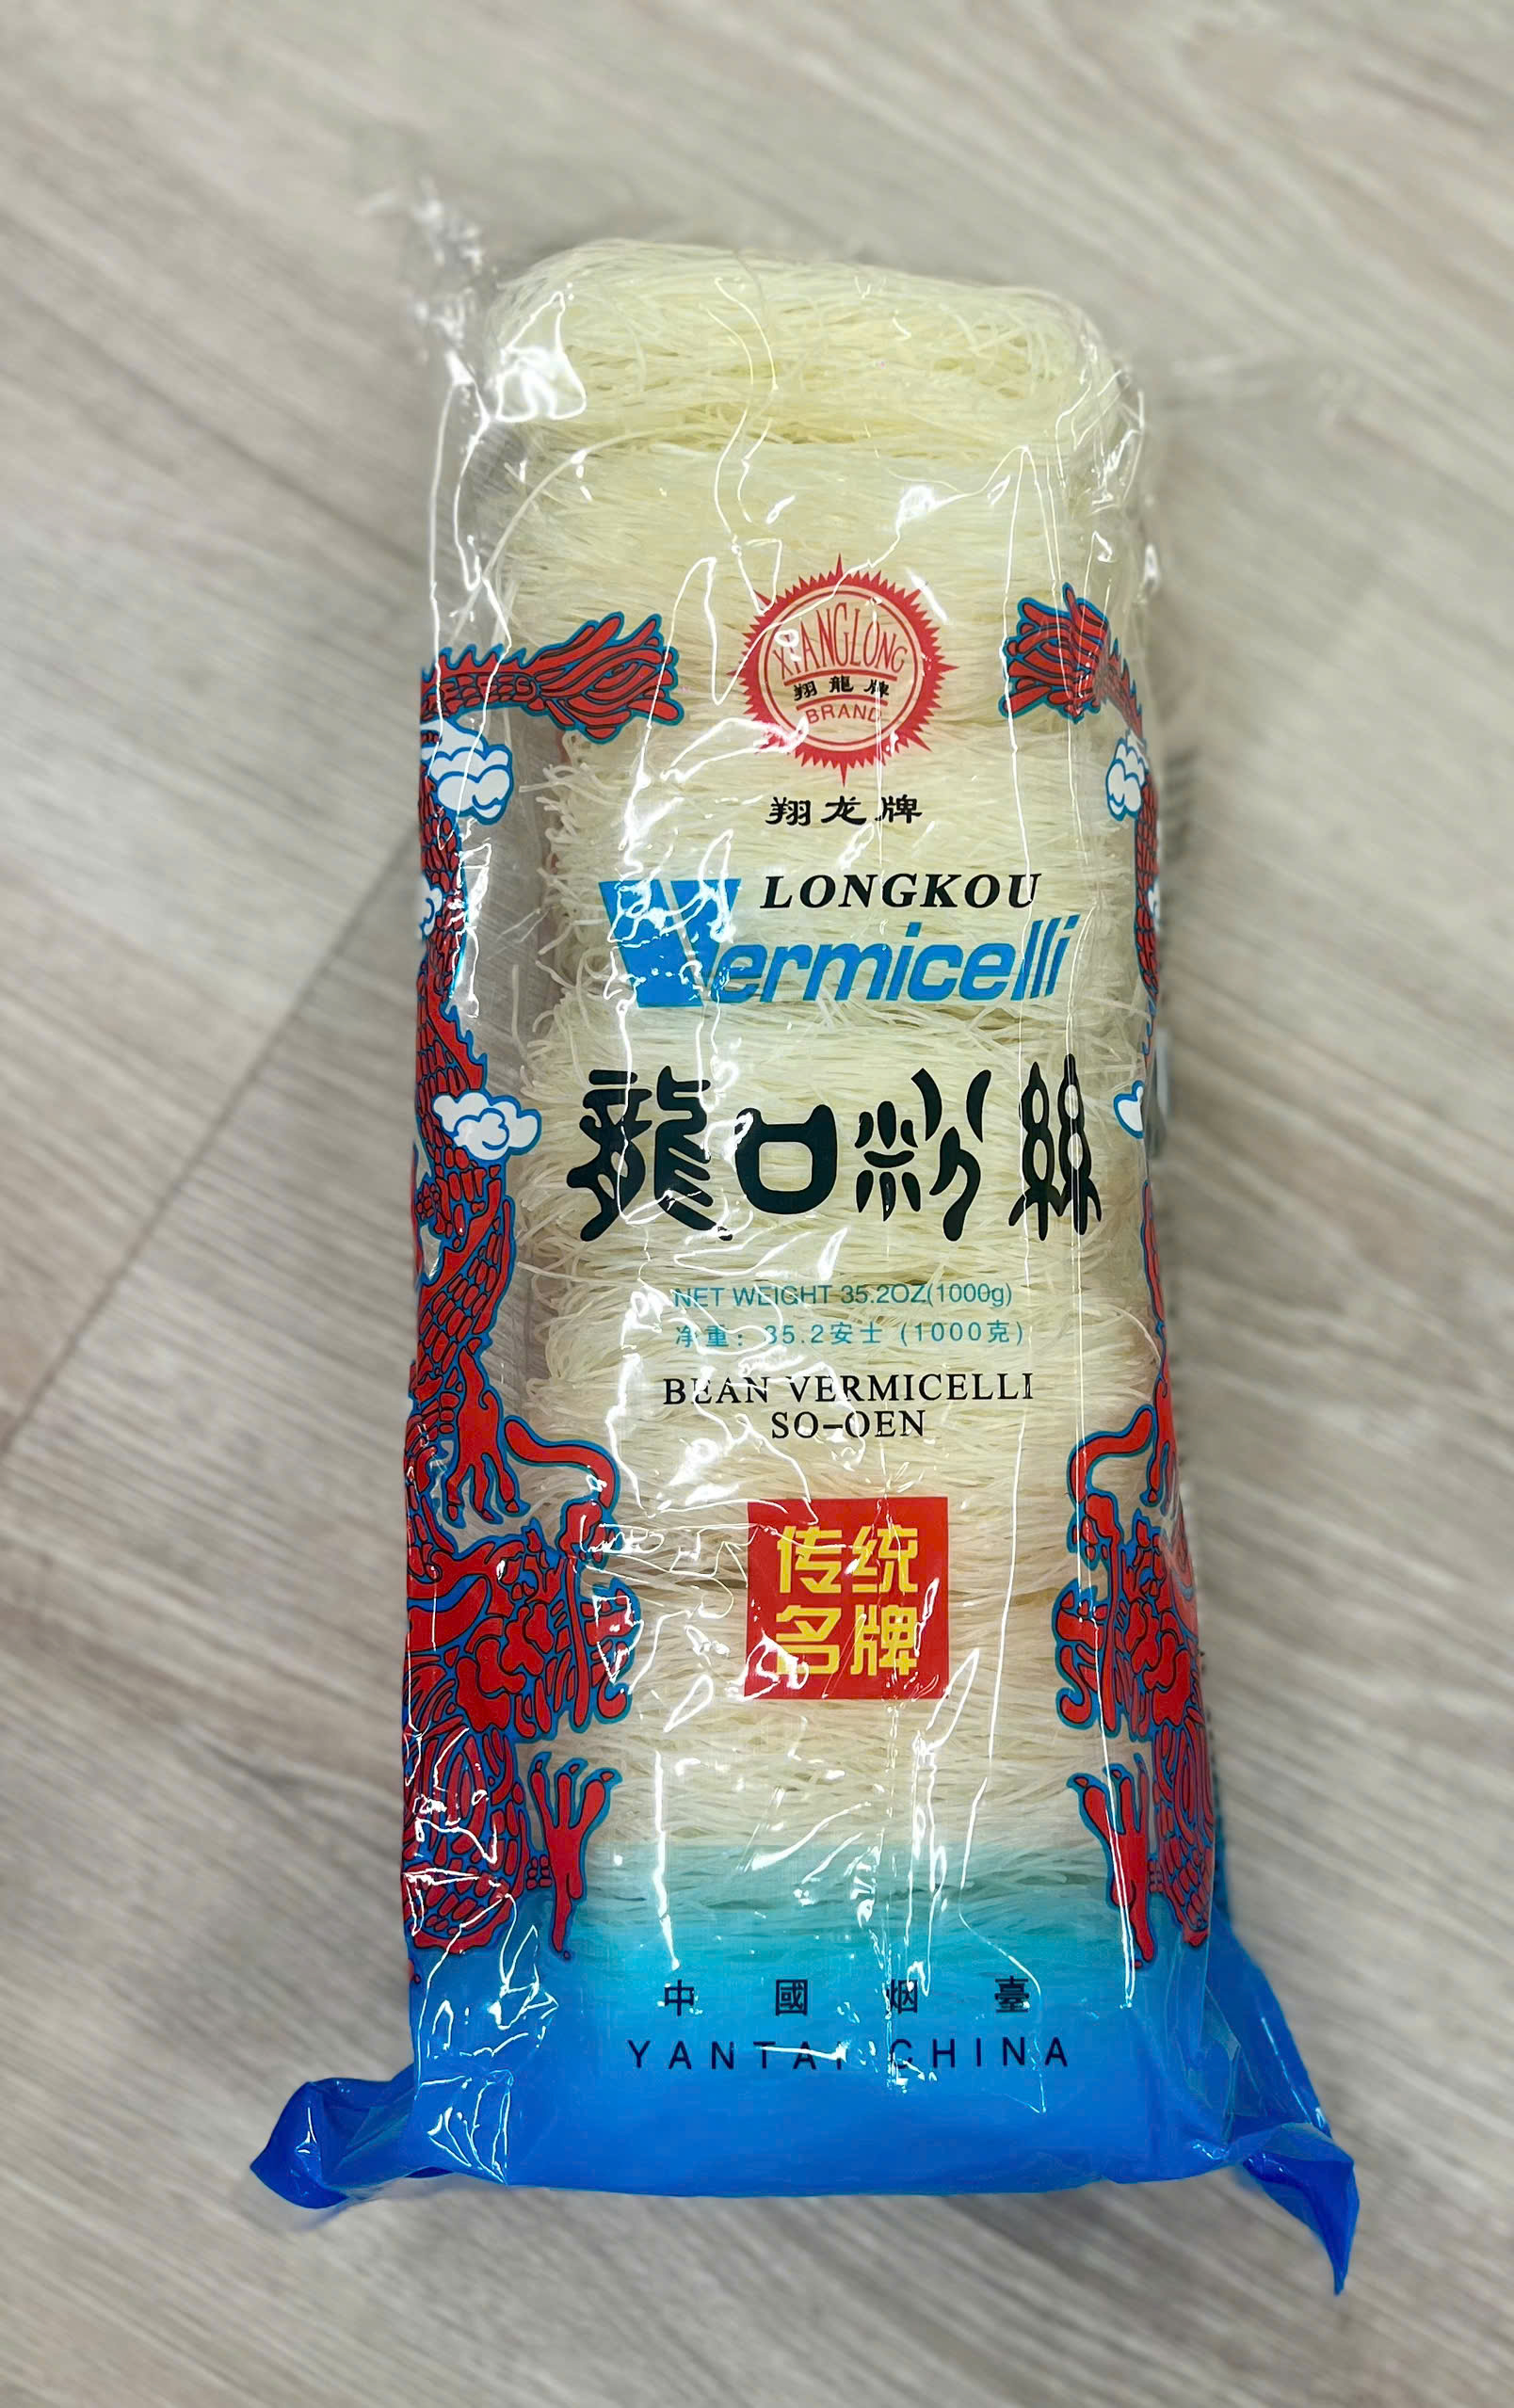 XIANGLONG
翔龍牌
BRAND
翔龙牌
LONGKOU
Vermicelli
龍口粉絲
NET WEIGHT 35.2OZ(1000g)
净重：35.2安士 (1000克)
BEAN VERMICELLI
SO-OEN
传统
名牌
中國烟臺
YANTAI CHINA